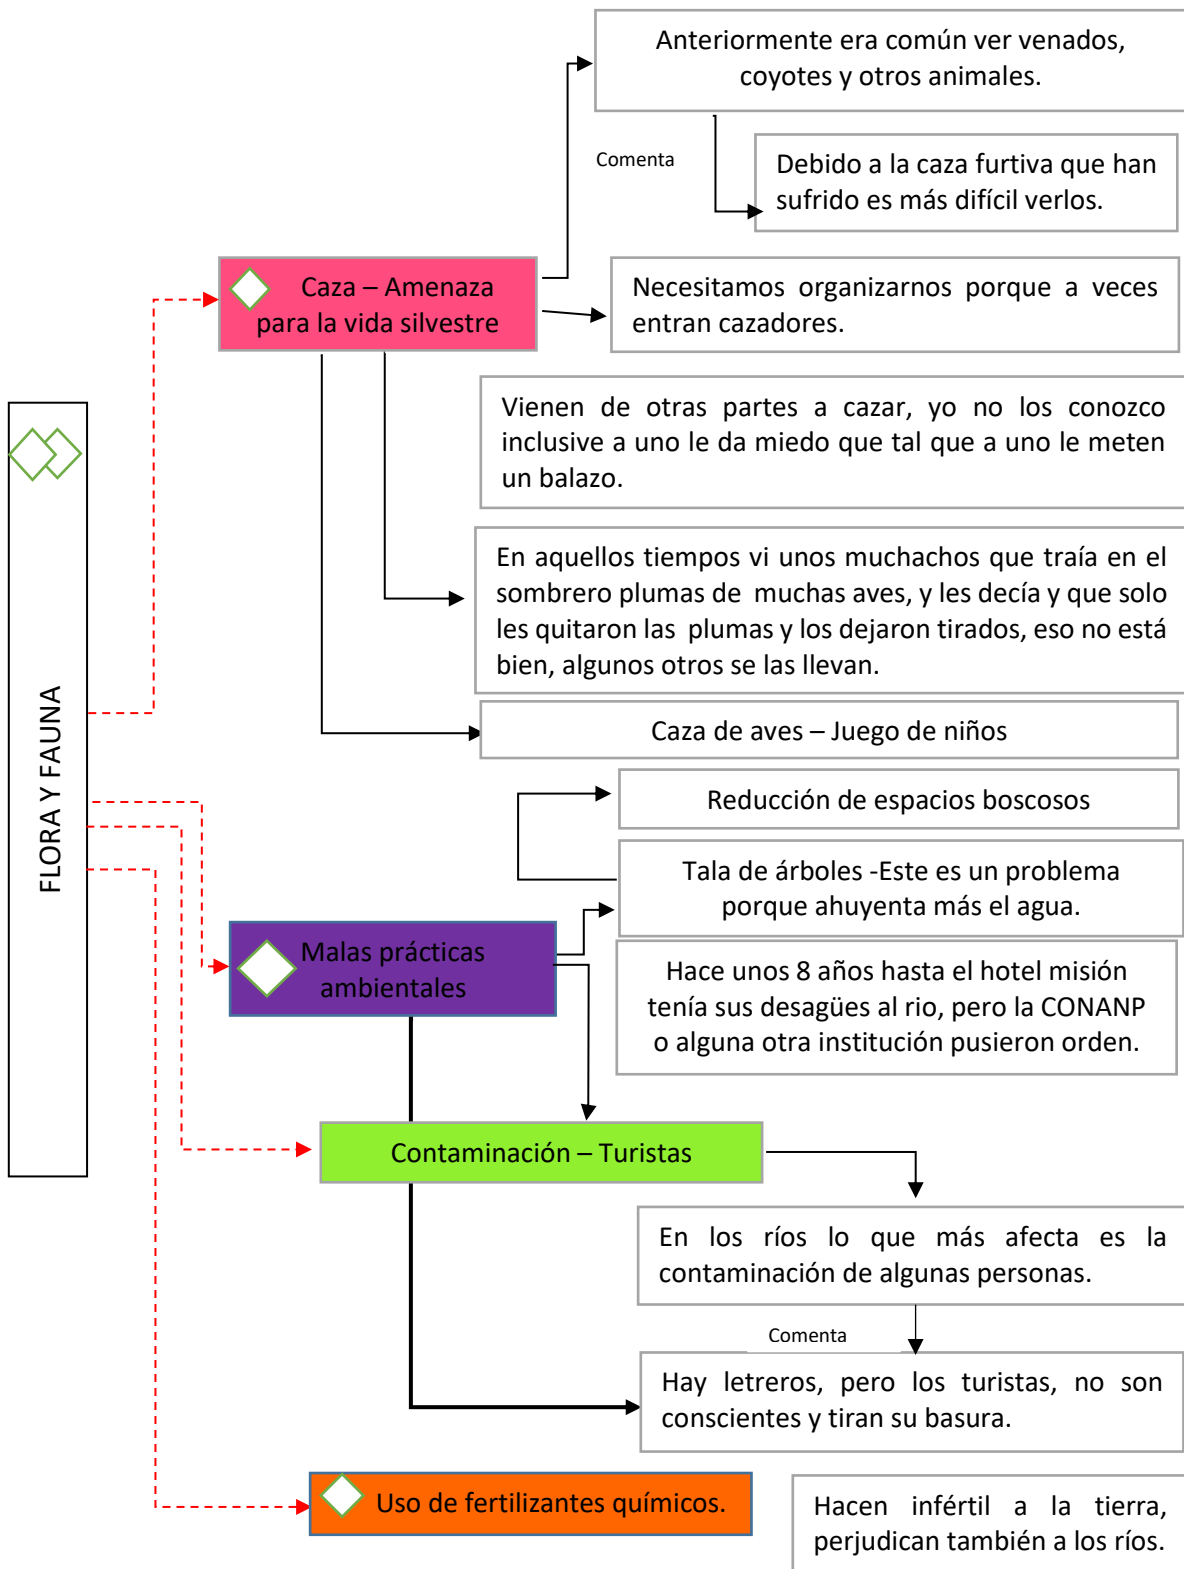 Anteriormente era común ver venados,
coyotes y otros animales.
Comenta
Debido a la caza furtiva que han
sufrido es más difícil verlos.
Caza – Amenaza
para la vida silvestre
Necesitamos organizarnos porque a veces
entran cazadores.
Vienen de otras partes a cazar, yo no los conozco
inclusive a uno le da miedo que tal que a uno le meten
un balazo.
En aquellos tiempos vi unos muchachos que traía en el
sombrero plumas de muchas aves, y les decía y que solo
les quitaron las plumas y los dejaron tirados, eso no está
bien, algunos otros se las llevan.
FLORA Y FAUNA
Caza de aves – Juego de niños
Reducción de espacios boscosos
Tala de árboles -Este es un problema
porque ahuyenta más el agua.
Malas prácticas
ambientales
Hace unos 8 años hasta el hotel misión
tenía sus desagües al rio, pero la CONANP
o alguna otra institución pusieron orden.
Contaminación – Turistas
En los ríos lo que más afecta es la
contaminación de algunas personas.
Comenta
Hay letreros, pero los turistas, no son
conscientes y tiran su basura.
Uso de fertilizantes químicos.
Hacen infértil a la tierra,
perjudican también a los ríos.